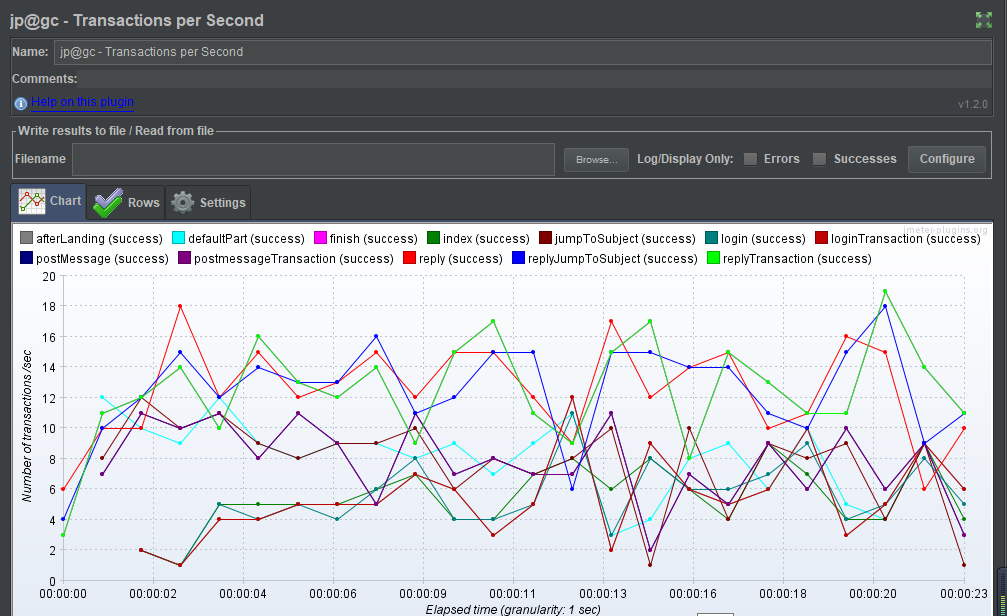 jp@gc - Transactions per Second
Name: jp@gc - Transactions per Second
Comments:
Help on this plugin
v1.2.0
Write results to file / Read from file
Filename Browse... Log/Display Only: Errors Successes Configure
Chart Rows Settings
jmeter-plugins.org
afterLanding (success) defaultPart (success) finish (success) index (success) jumpToSubject (success) login (success) loginTransaction (success)
postMessage (success) postmessageTransaction (success) reply (success) replyJumpToSubject (success) replyTransaction (success)
20
18
16
14
12
10
8
6
4
2
0
Number of transactions /sec
00:00:00 00:00:02 00:00:04 00:00:06 00:00:09 00:00:11 00:00:13 00:00:16 00:00:18 00:00:20 00:00:23
Elapsed time (granularity: 1 sec)